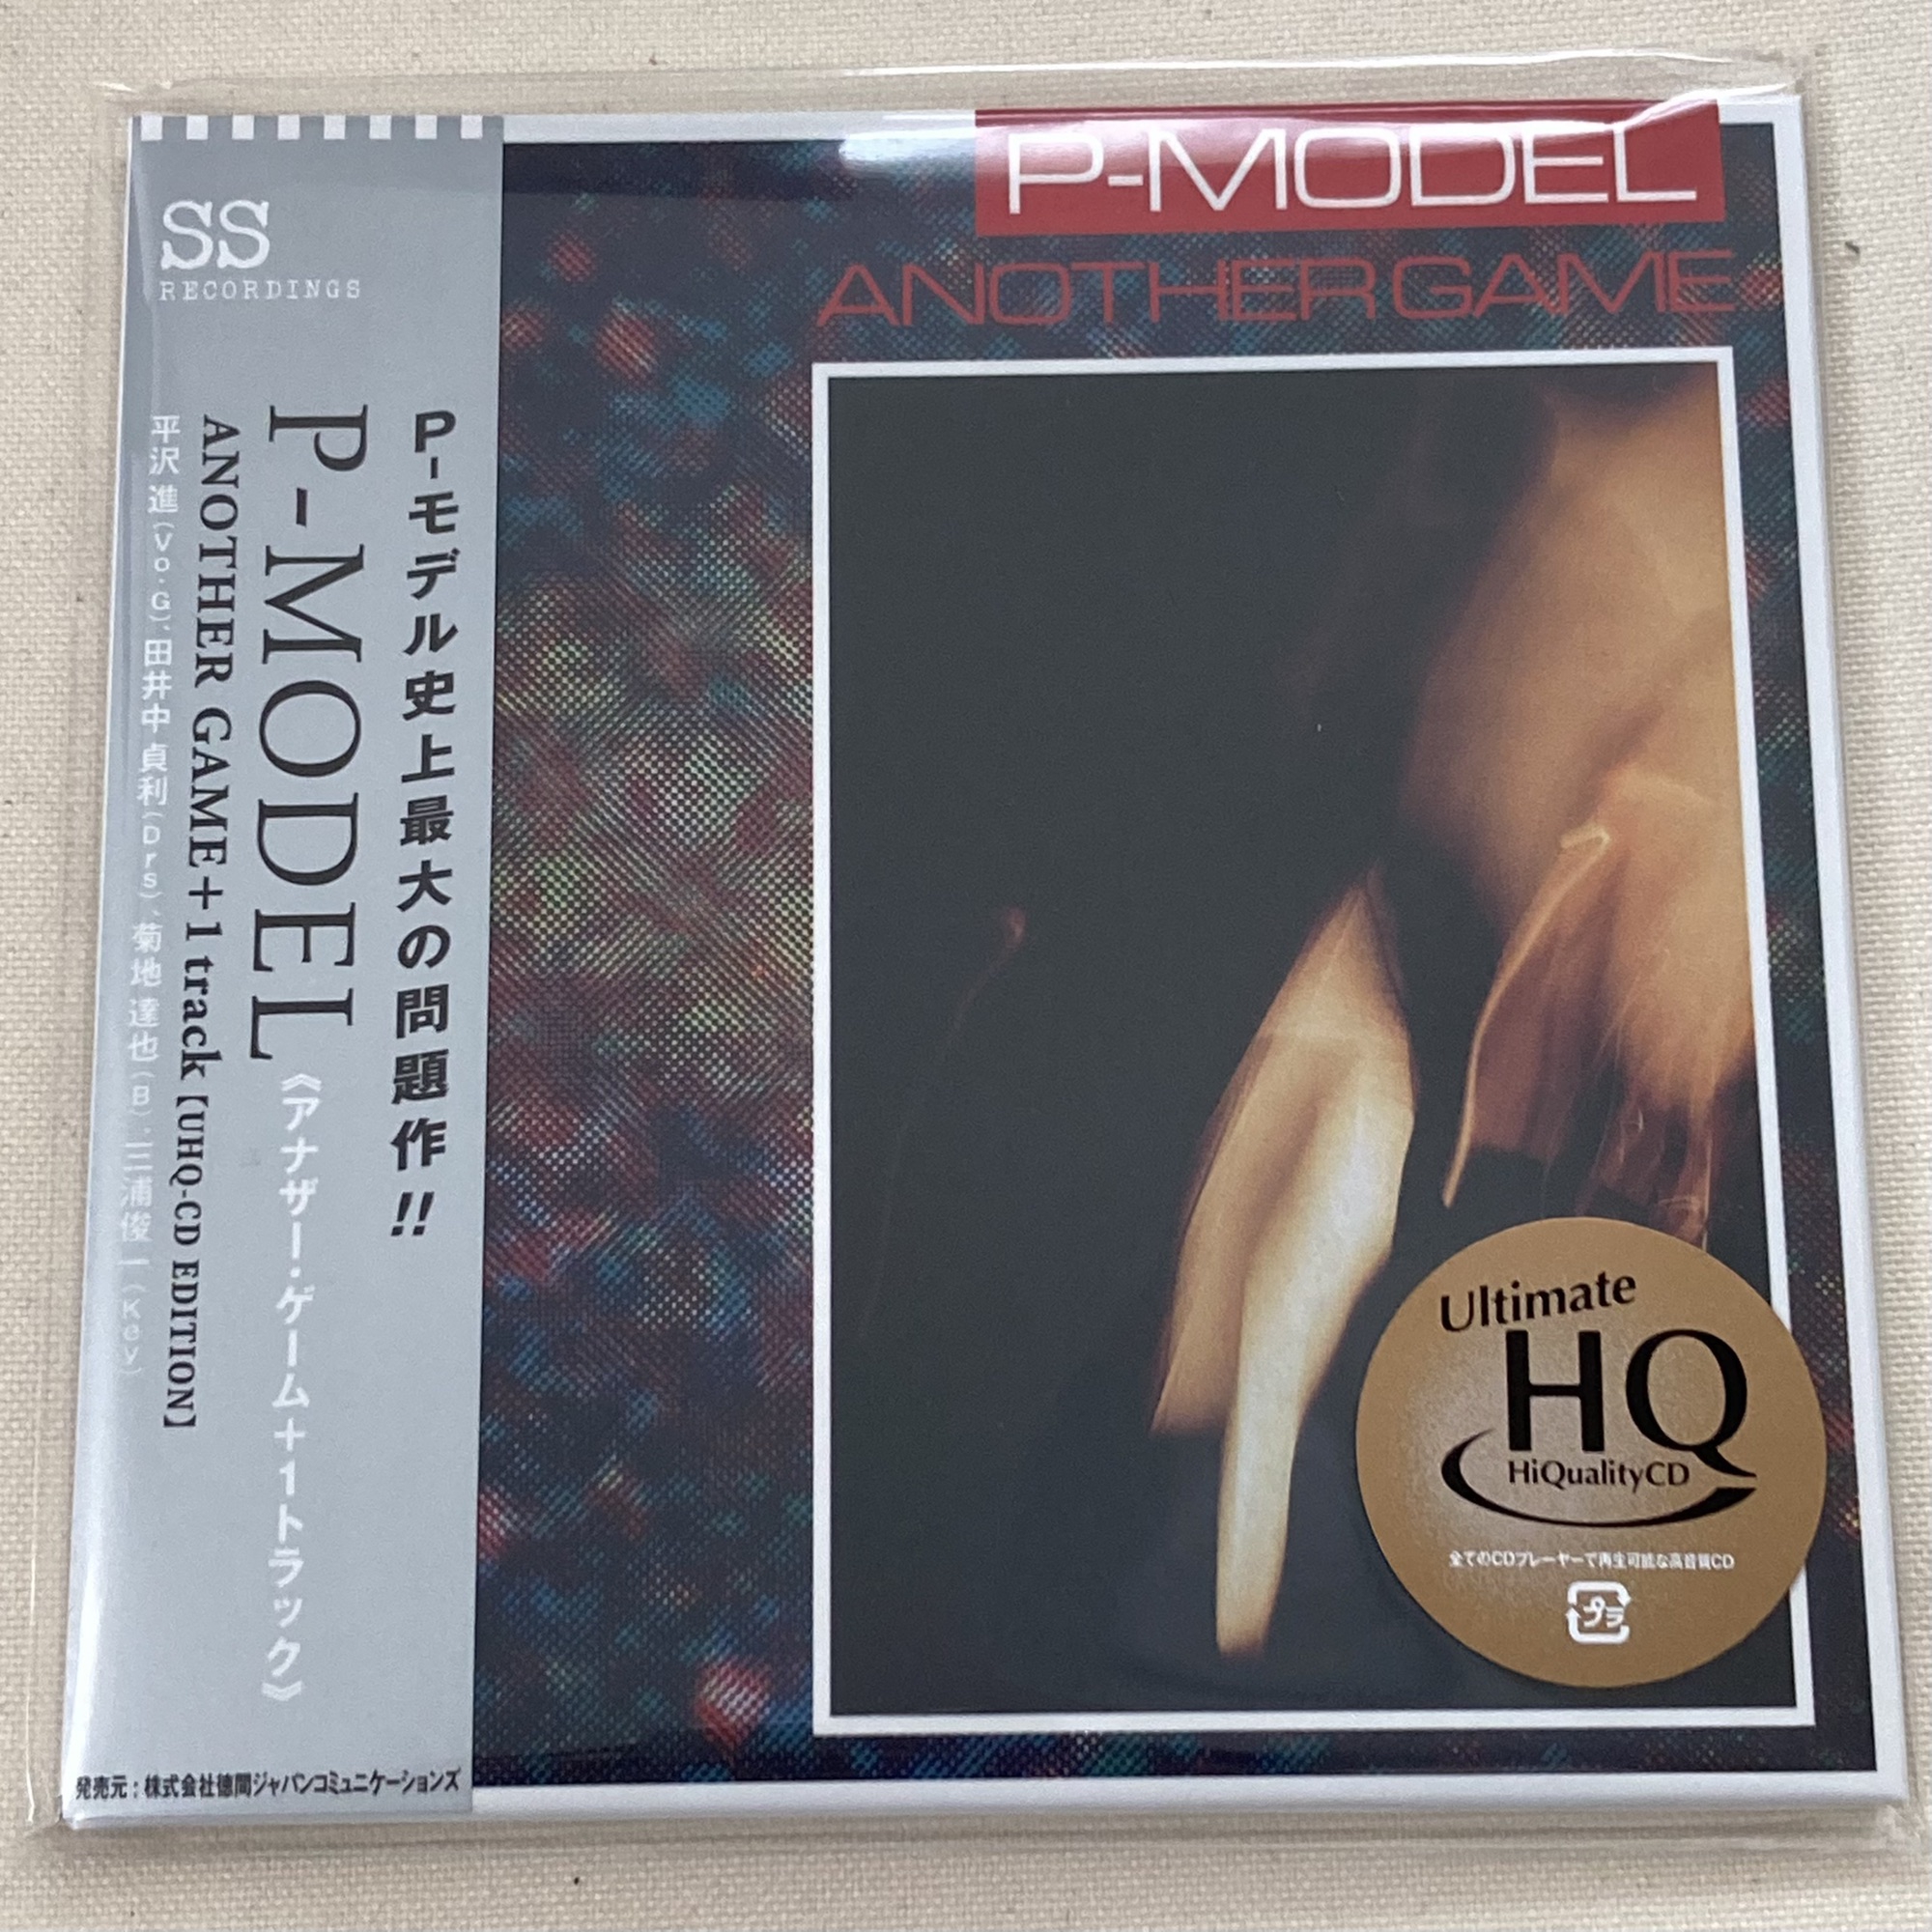 SS
RECORDINGS
P-モデル史上最大の問題作!!
P-MODEL《アナザー・ゲーム+1トラック》
ANOTHER GAME+1 track【UHQ-CD EDITION】
平沢 進(Vo・G)、田井中 貞利(Drs)、菊地 達也(B)、三浦俊一(Key)
発売元:株式会社徳間ジャパンコミュニケーションズ
P-MODEL
ANOTHER GAME
Ultimate
HQ
HiQualityCD
全てのCDプレーヤーで再生可能な高音質CD
プラ